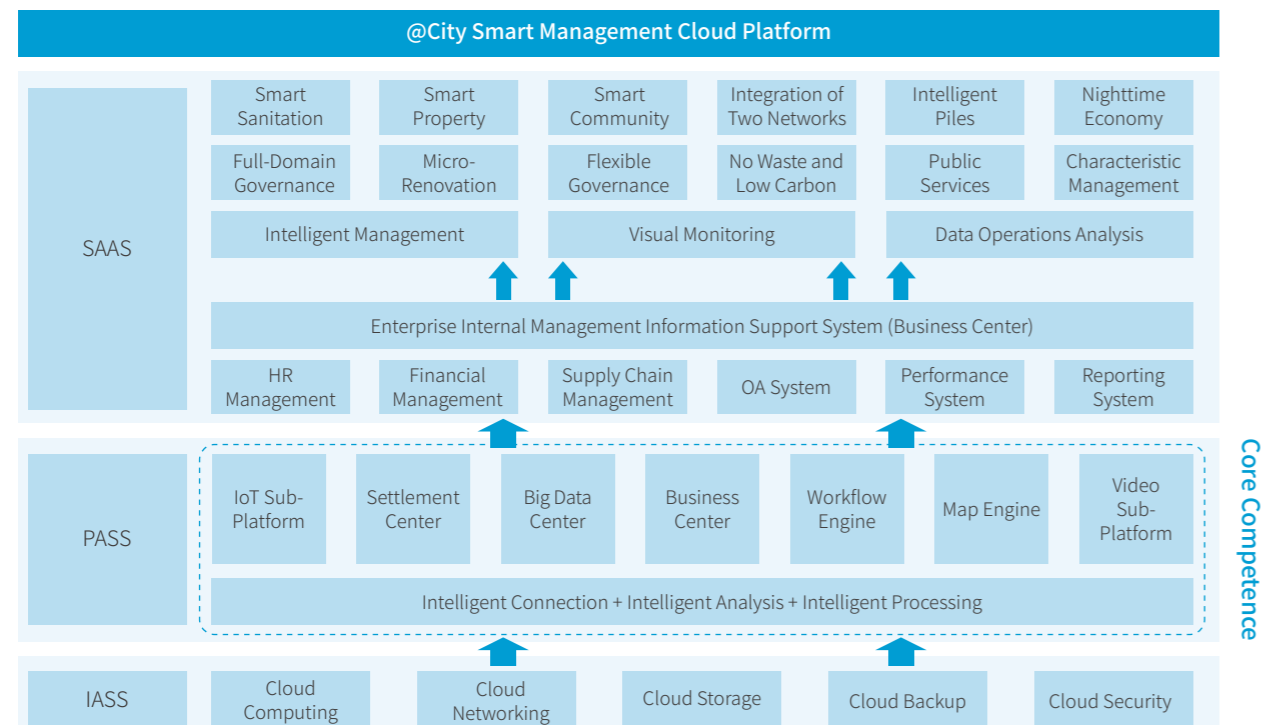 @City Smart Management Cloud Platform
SAAS
Smart
Sanitation
Smart
Property
Smart
Community
Integration of
Two Networks
Intelligent
Piles
Nighttime
Economy
Full-Domain
Governance
Micro-
Renovation
Flexible
Governance
No Waste and
Low Carbon
Public
Services
Characteristic
Management
Intelligent Management
Visual Monitoring
Data Operations Analysis
Enterprise Internal Management Information Support System (Business Center)
HR
Management
Financial
Management
Supply Chain
Management
OA System
Performance
System
Reporting
System
PASS
IoT Sub-
Platform
Settlement
Center
Big Data
Center
Business
Center
Workflow
Engine
Map Engine
Video
Sub-
Platform
Intelligent Connection + Intelligent Analysis + Intelligent Processing
Core Competence
IASS
Cloud
Computing
Cloud
Networking
Cloud Storage
Cloud Backup
Cloud Security